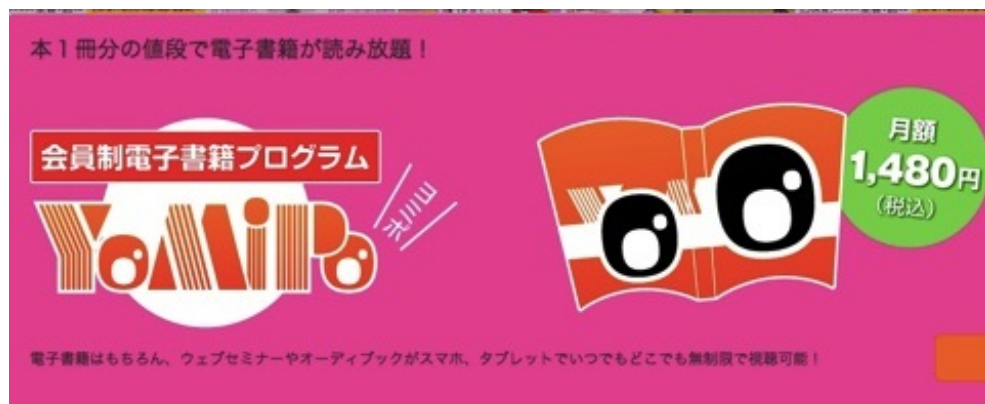 本1冊分の値段で電子書籍が読み放題！
会員制電子書籍プログラム
YoMiPo
ヨミポ
月額
1,480円
(税込)
電子書籍はもちろん、ウェブセミナーやオーディブックがスマホ、タブレットでいつでもどこでも無制限で視聴可能！